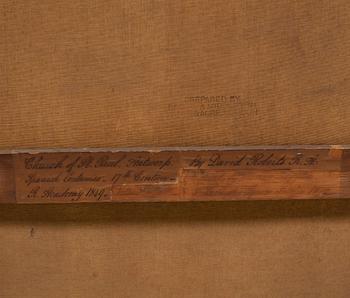 PREPARED BY
Church of St. Paul. Antwerp. By David Roberts R.A.
Spanish Costumes - 17th Century
R. Academy 1849.